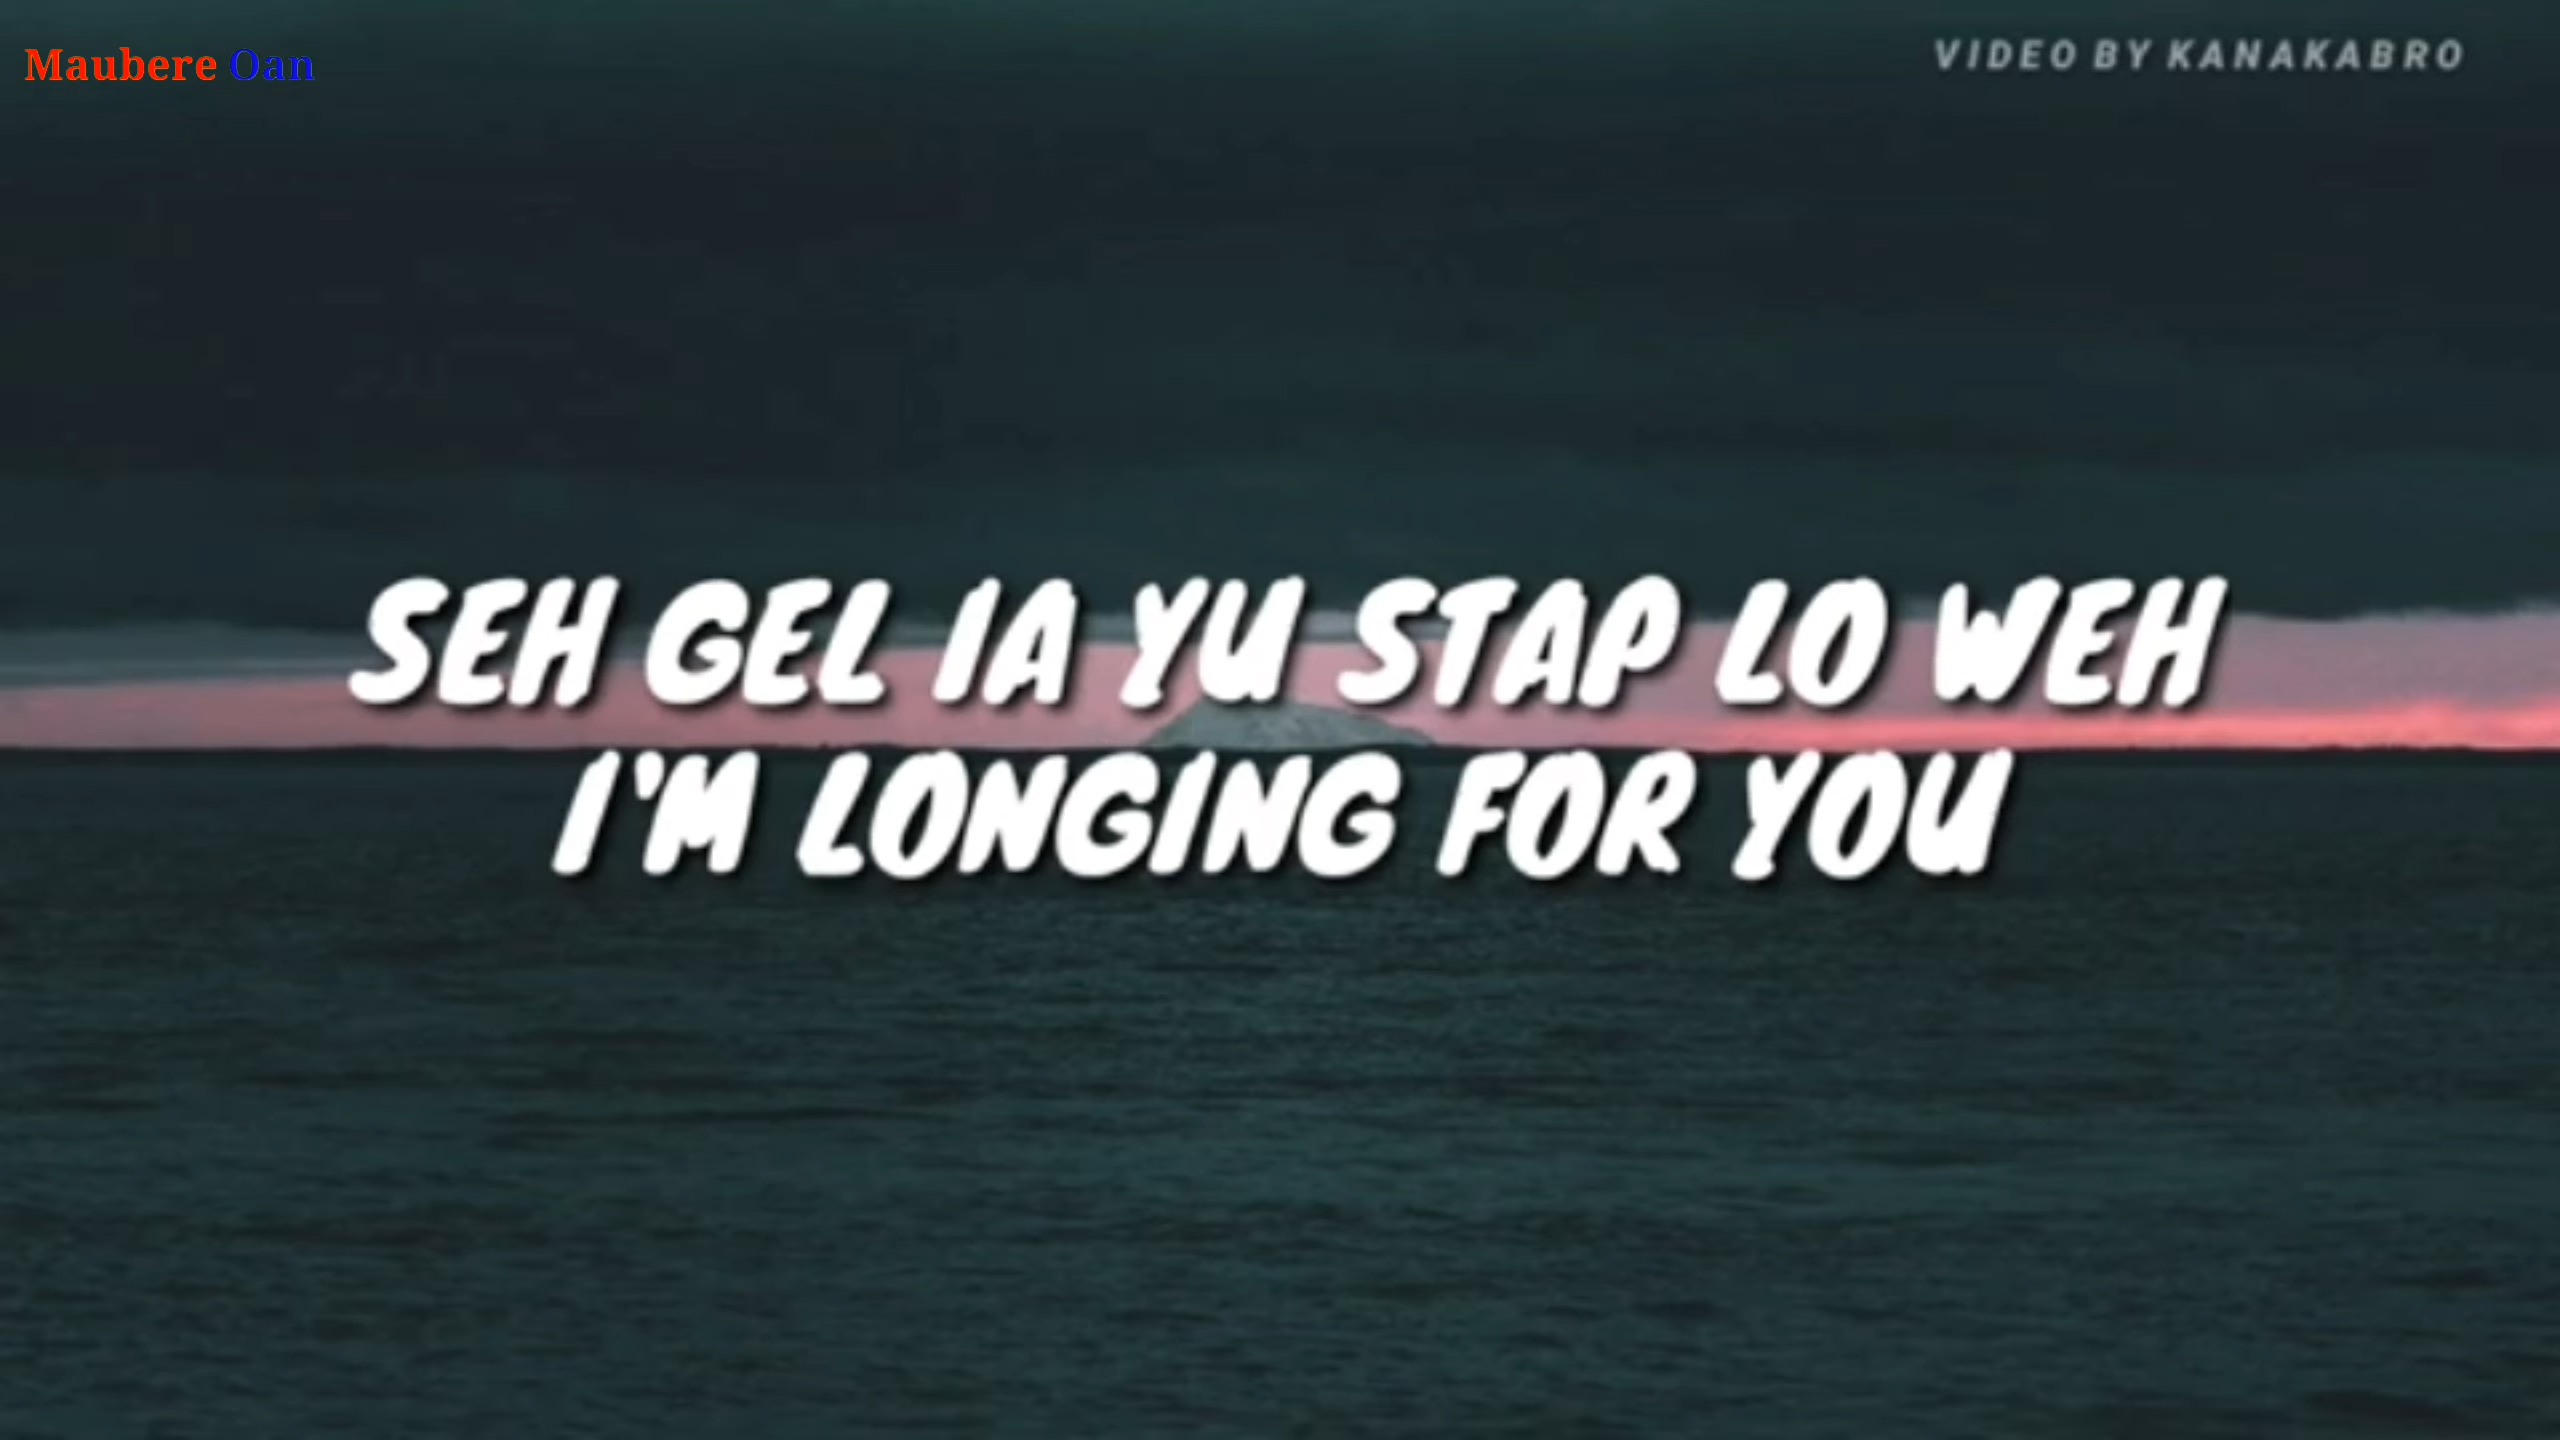 Maubere Oan
VIDEO BY KANAKABRO
SEH GEL IA YU STAP LO WEH
I'M LONGING FOR YOU